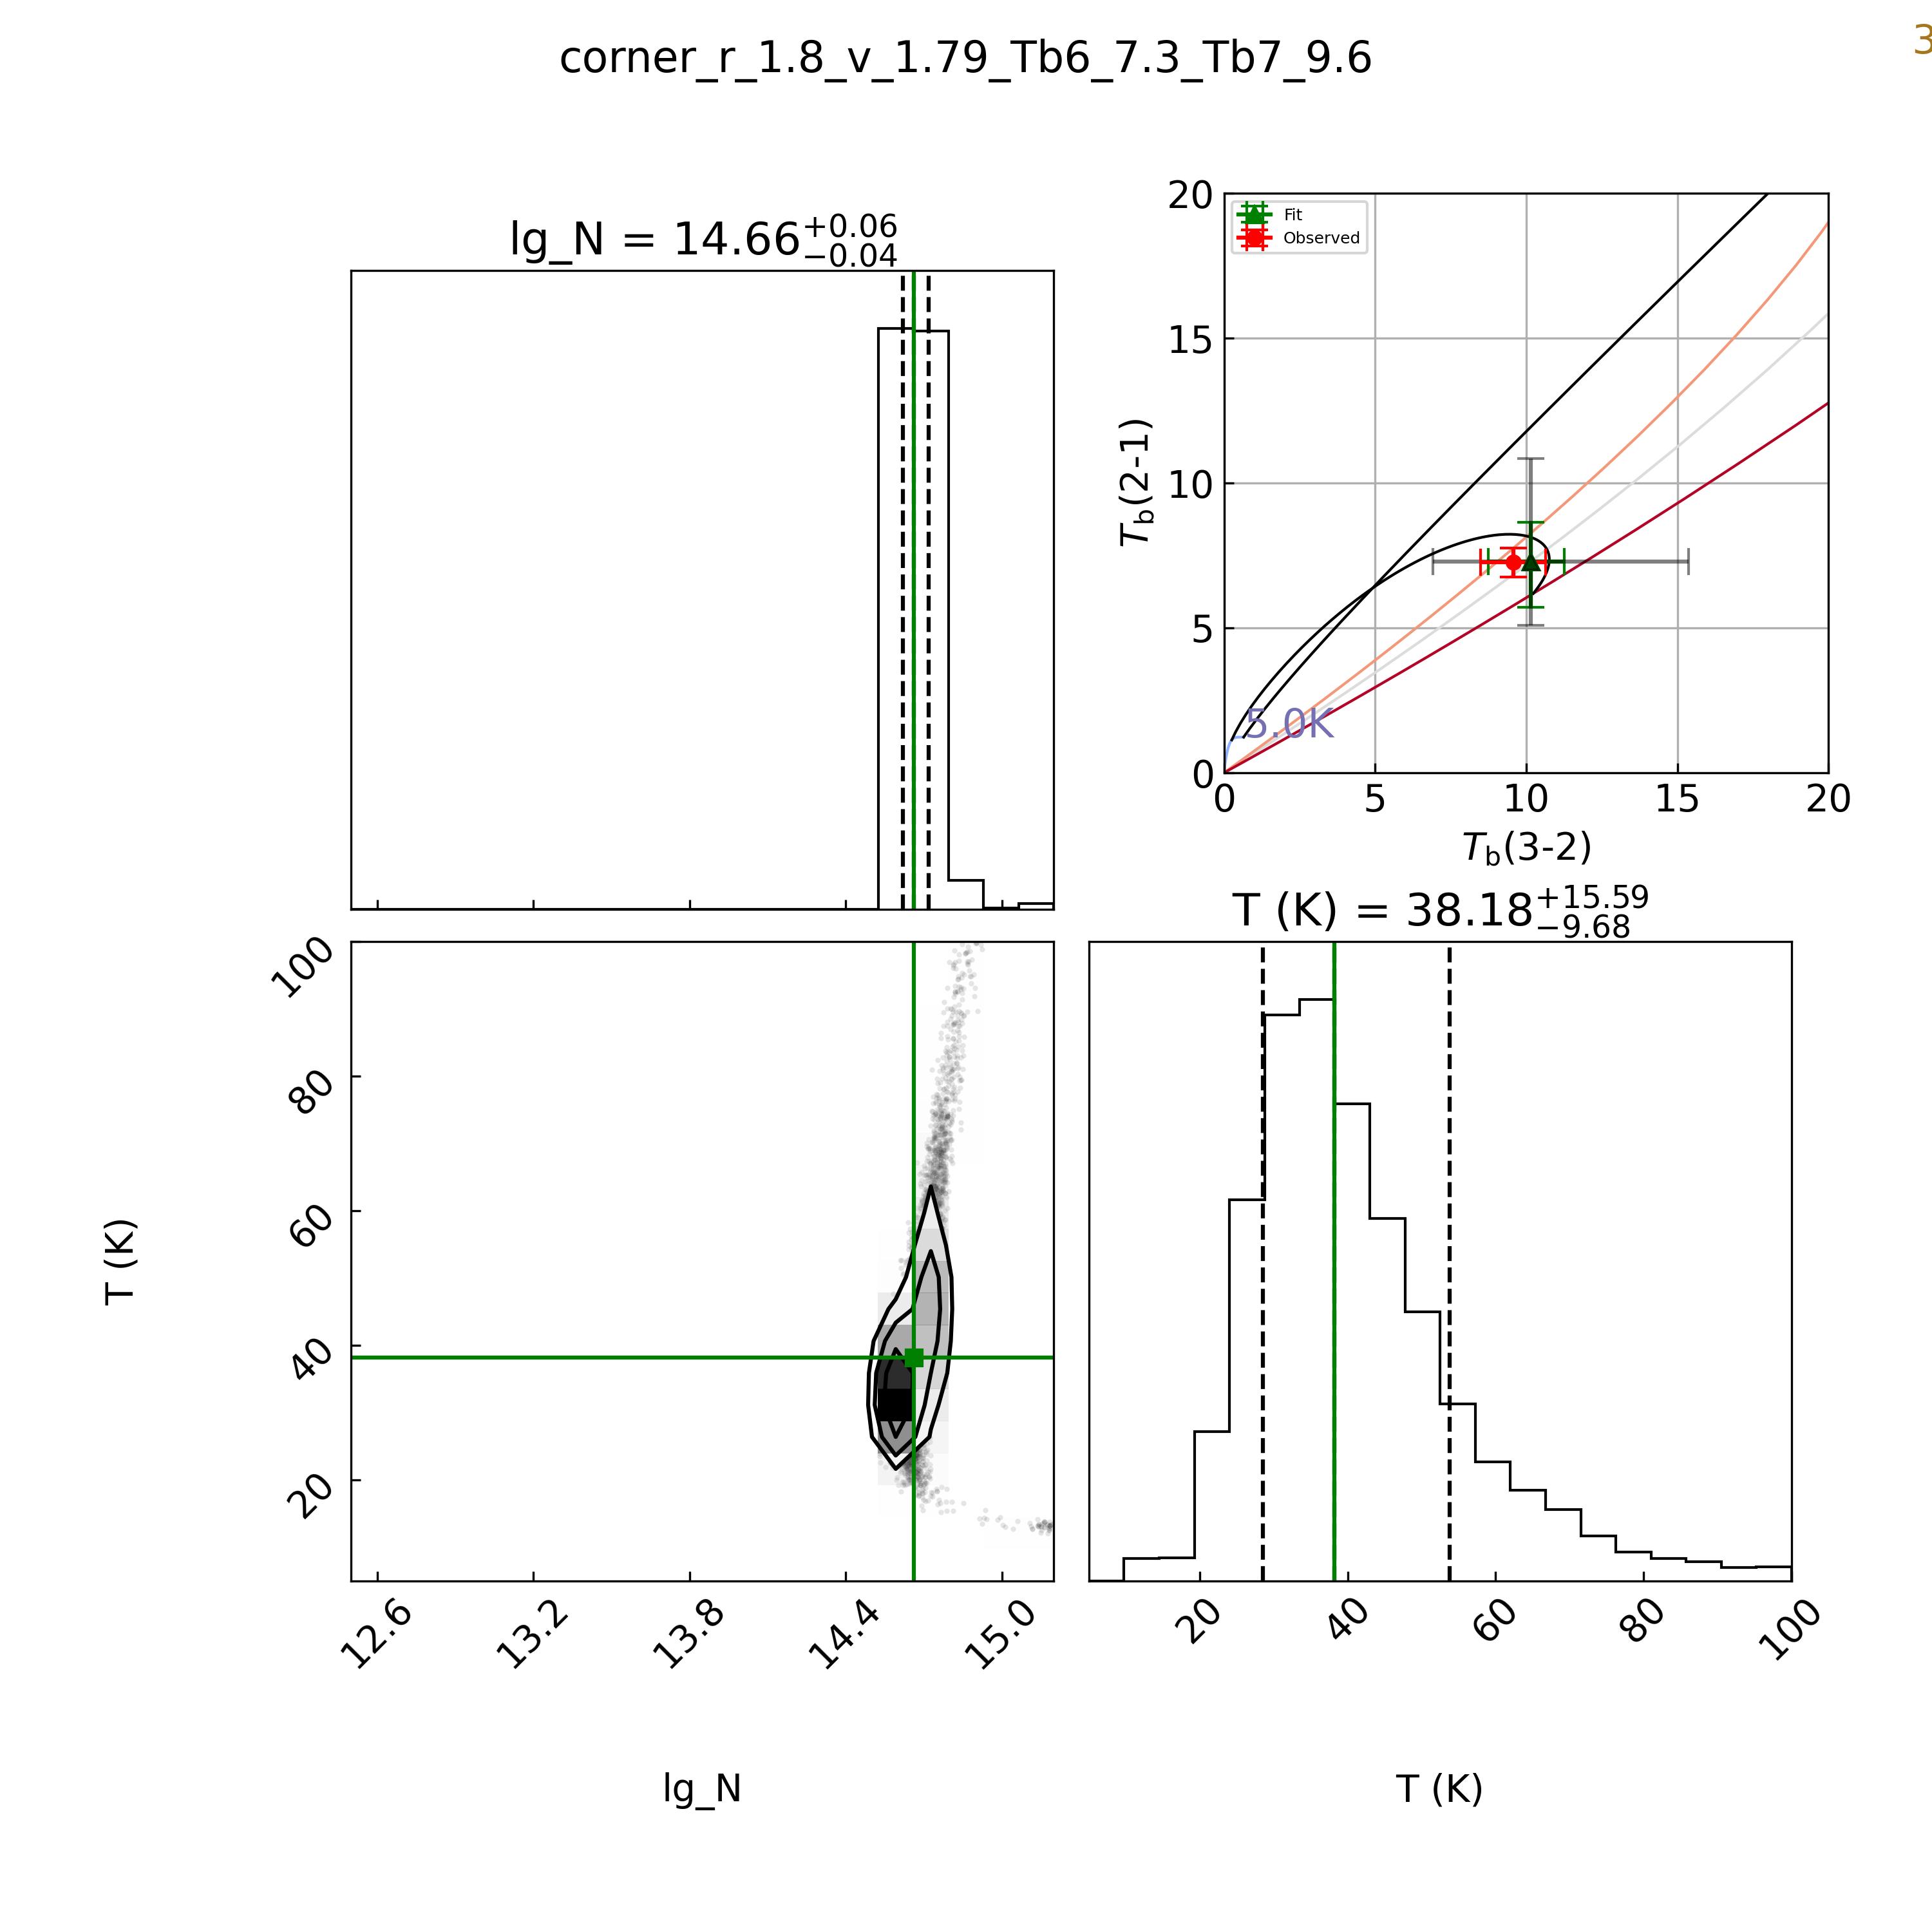 3
corner_r_1.8_v_1.79_Tb6_7.3_Tb7_9.6
lg_N = 14.66+0.06−0.04
20
15
10
5
0
Fit
Observed
5.0K
Tb(2-1)
0 5 10 15 20
Tb(3-2)
T (K) = 38.18+15.59−9.68
100
80
60
40
20
T (K)
12.6 13.2 13.8 14.4 15.0
20 40 60 80 100
lg_N
T (K)